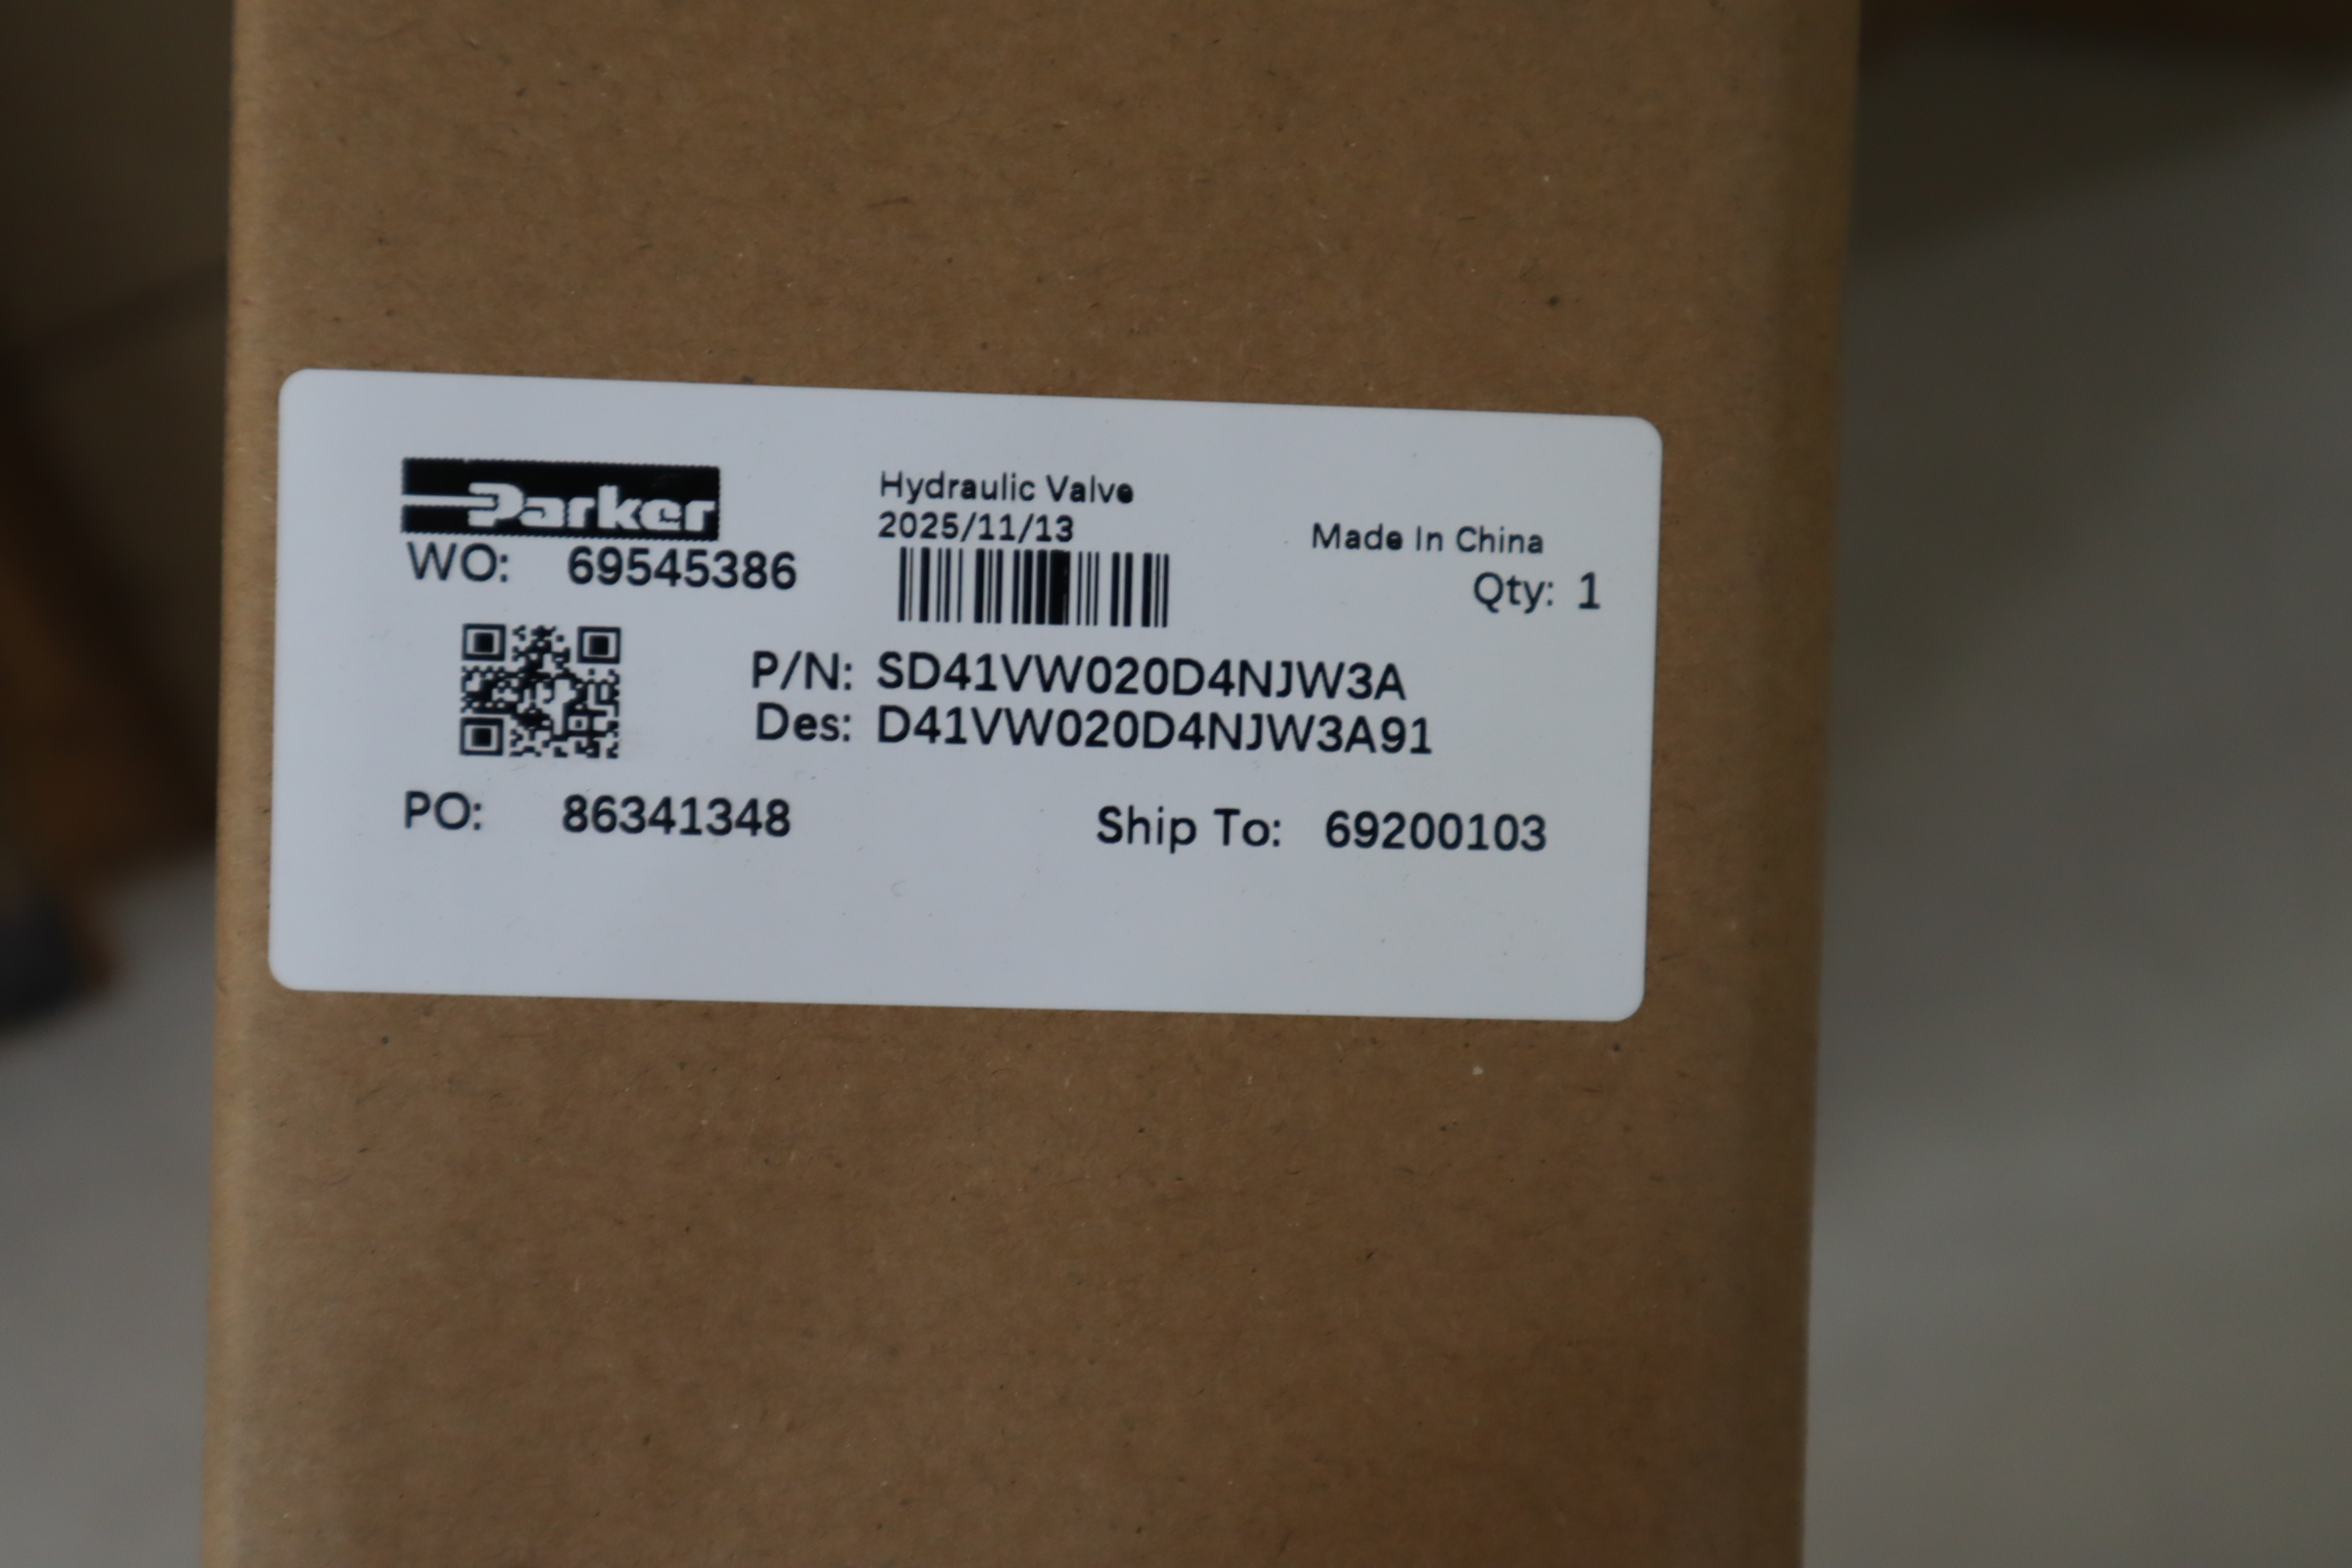 Parker
Hydraulic Valve
2025/11/13
Made In China
WO: 69545386
Qty: 1
P/N: SD41VW020D4NJW3A
Des: D41VW020D4NJW3A91
PO: 86341348
Ship To: 69200103